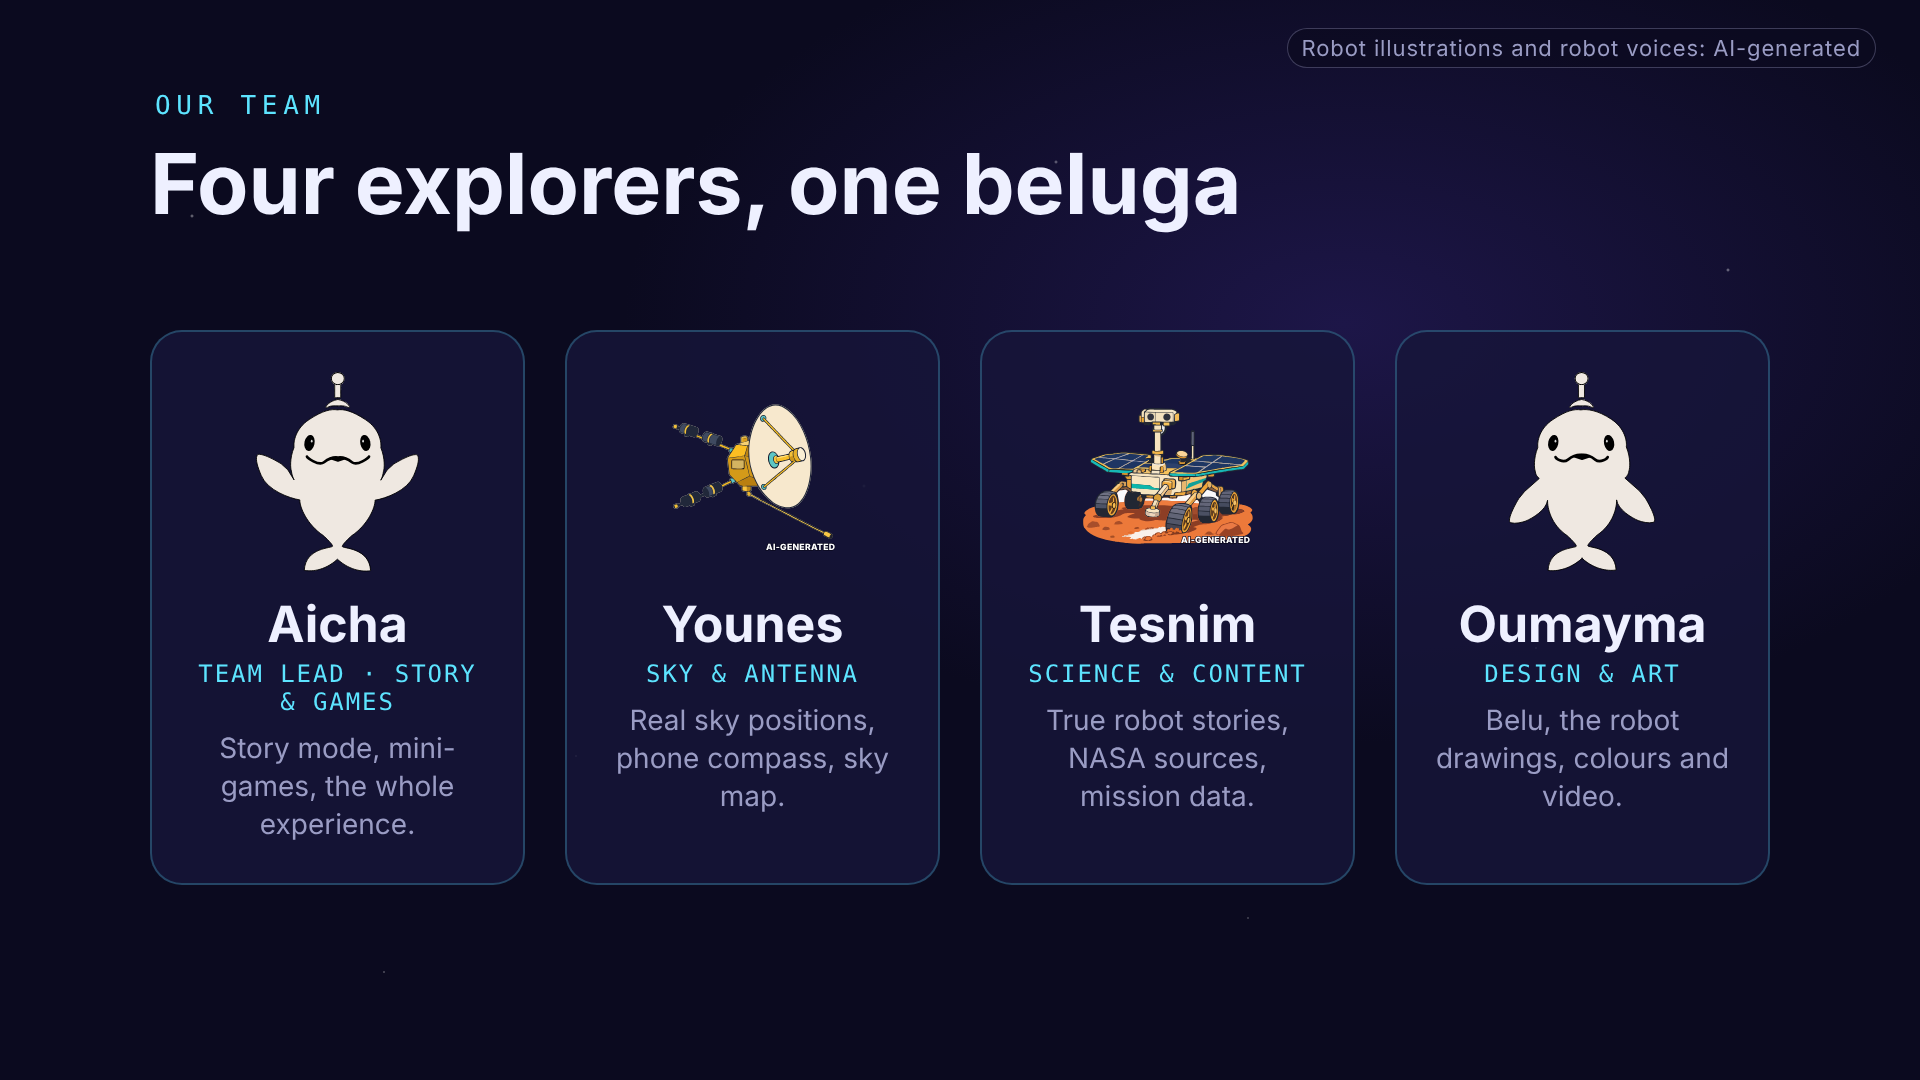 Robot illustrations and robot voices: AI-generated
OUR TEAM
Four explorers, one beluga
AI-GENERATED
AI-GENERATED
Aicha
TEAM LEAD · STORY
& GAMES
Story mode, mini-
games, the whole
experience.
Younes
SKY & ANTENNA
Real sky positions,
phone compass, sky
map.
Tesnim
SCIENCE & CONTENT
True robot stories,
NASA sources,
mission data.
Oumayma
DESIGN & ART
Belu, the robot
drawings, colours and
video.